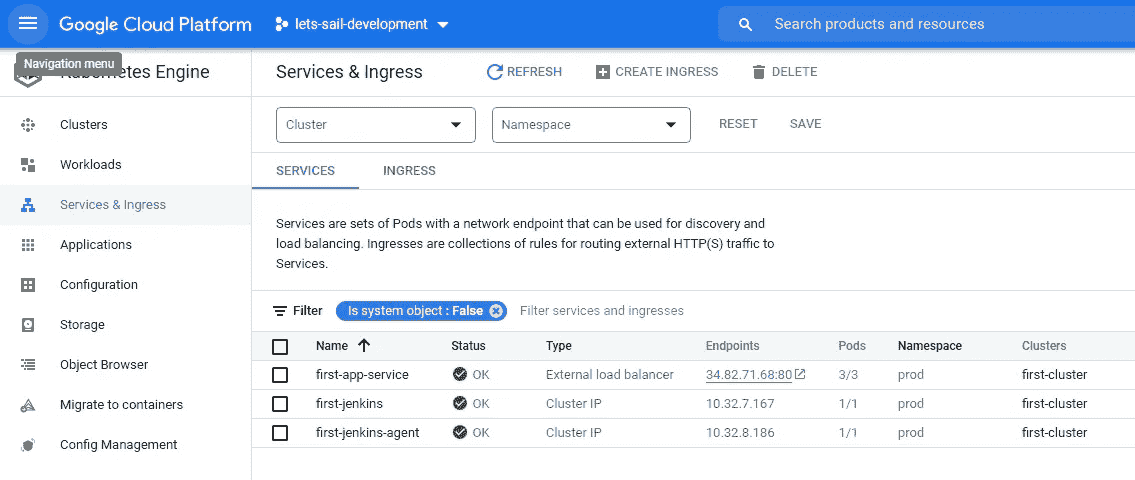 Google Cloud Platform lets-sail-development Search products and resources
Navigation menu
Kubernetes Engine
Services & Ingress REFRESH CREATE INGRESS DELETE
Clusters
Workloads
Services & Ingress
Applications
Configuration
Storage
Object Browser
Migrate to containers
Config Management
Cluster Namespace RESET SAVE
SERVICES INGRESS
Services are sets of Pods with a network endpoint that can be used for discovery and
load balancing. Ingresses are collections of rules for routing external HTTP(S) traffic to
Services.
Filter Is system object : False Filter services and ingresses
Name Status Type Endpoints Pods Namespace Clusters
first-app-service OK External load balancer 34.82.71.68:80 3/3 prod first-cluster
first-jenkins OK Cluster IP 10.32.7.167 1/1 prod first-cluster
first-jenkins-agent OK Cluster IP 10.32.8.186 1/1 prod first-cluster